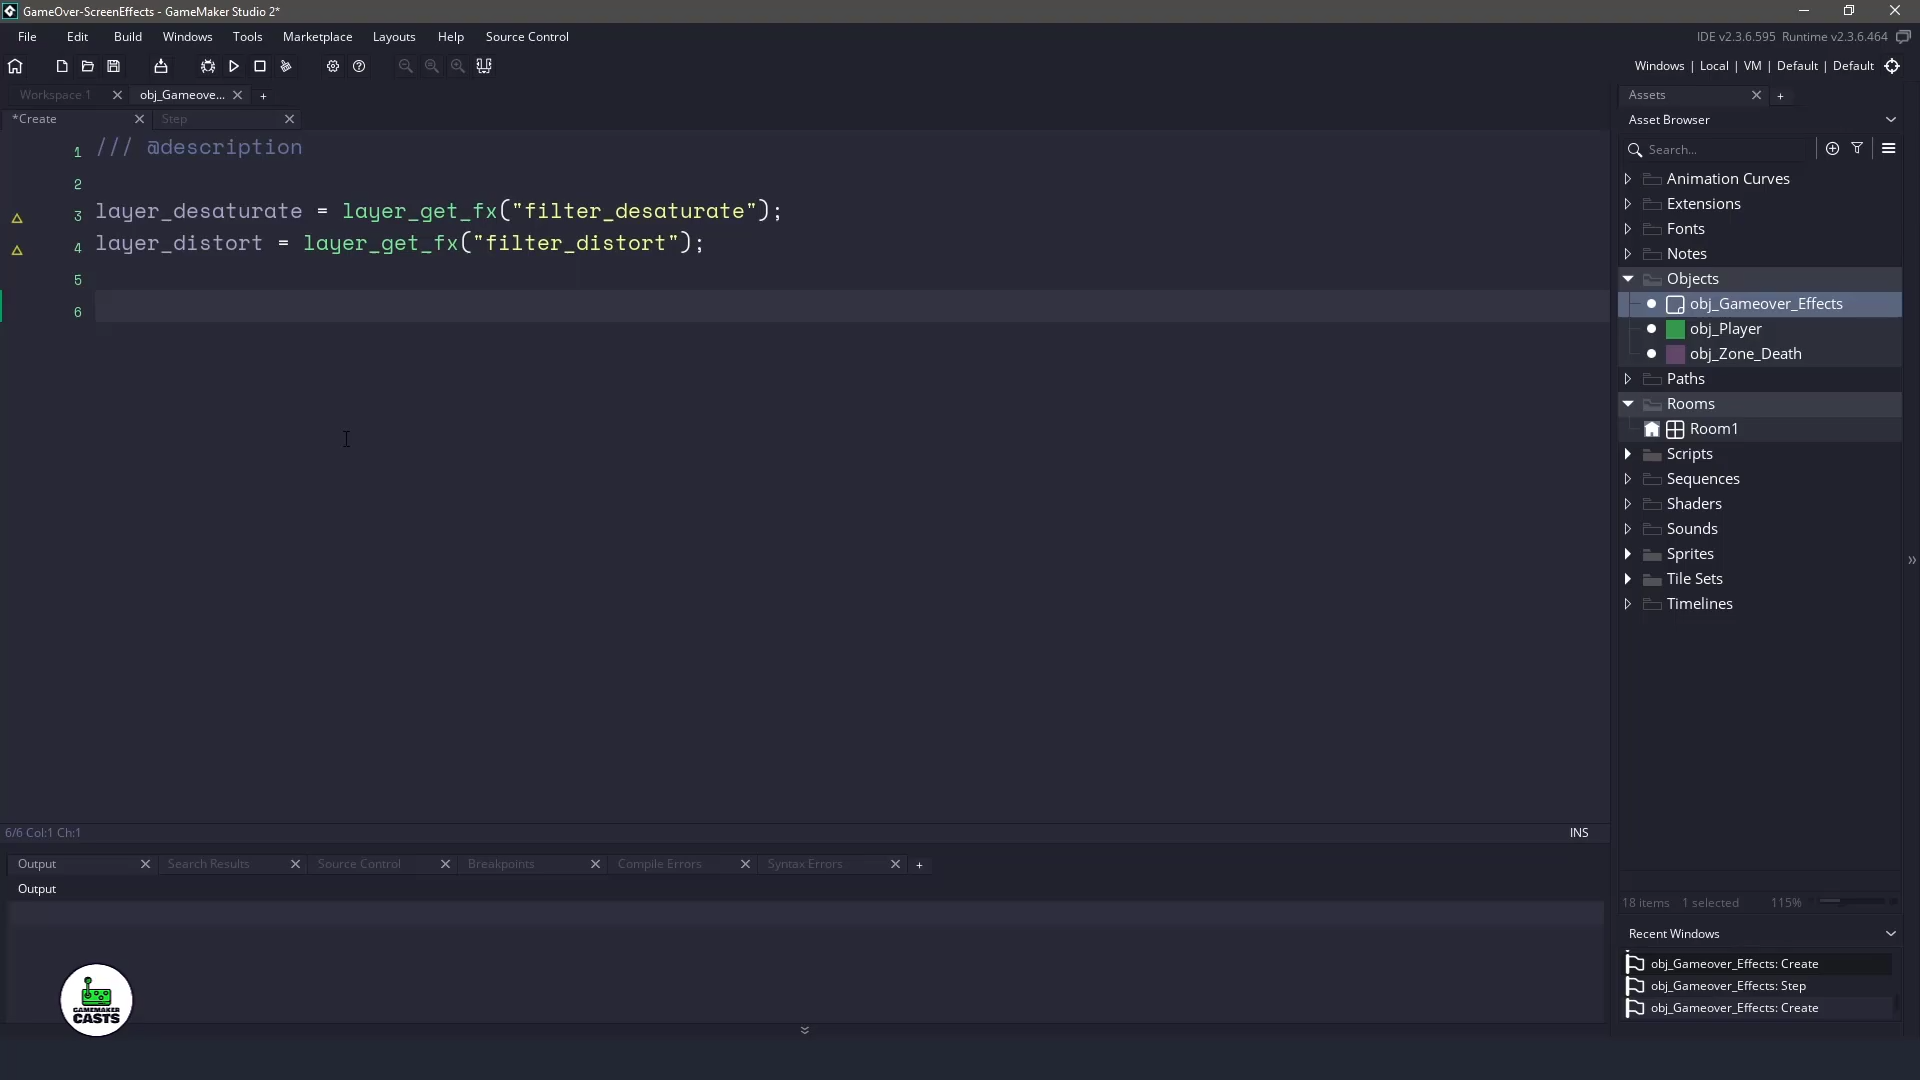 GameOver-ScreenEffects - GameMaker Studio 2*
File Edit Build Windows Tools Marketplace Layouts Help Source Control
IDE v2.3.6.595 Runtime v2.3.6.464
Windows | Local | VM | Default | Default
Workspace 1 obj_Gameove...
*Create Step
1 /// @description
2
3 layer_desaturate = layer_get_fx("filter_desaturate");
4 layer_distort = layer_get_fx("filter_distort");
5
6
6/6 Col:1 Ch:1
INS
Output Search Results Source Control Breakpoints Compile Errors Syntax Errors
Output
GAMEMAKER
CASTS
Assets
Asset Browser
Search...
Animation Curves
Extensions
Fonts
Notes
Objects
obj_Gameover_Effects
obj_Player
obj_Zone_Death
Paths
Rooms
Room1
Scripts
Sequences
Shaders
Sounds
Sprites
Tile Sets
Timelines
18 items 1 selected 115%
Recent Windows
obj_Gameover_Effects: Create
obj_Gameover_Effects: Step
obj_Gameover_Effects: Create